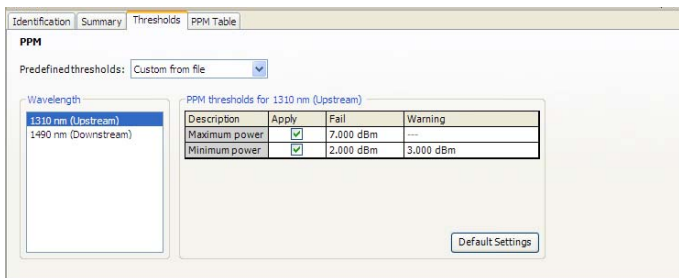 Identification Summary Thresholds PPM Table
PPM
Predefinedthresholds: Custom from file
Wavelength
1310 nm (Upstream)
1490 nm (Downstream)
PPM thresholds for 1310 nm (Upstream)
Description Apply Fail Warning
Maximum power 7.000 dBm ---
Minimum power 2.000 dBm 3.000 dBm
Default Settings